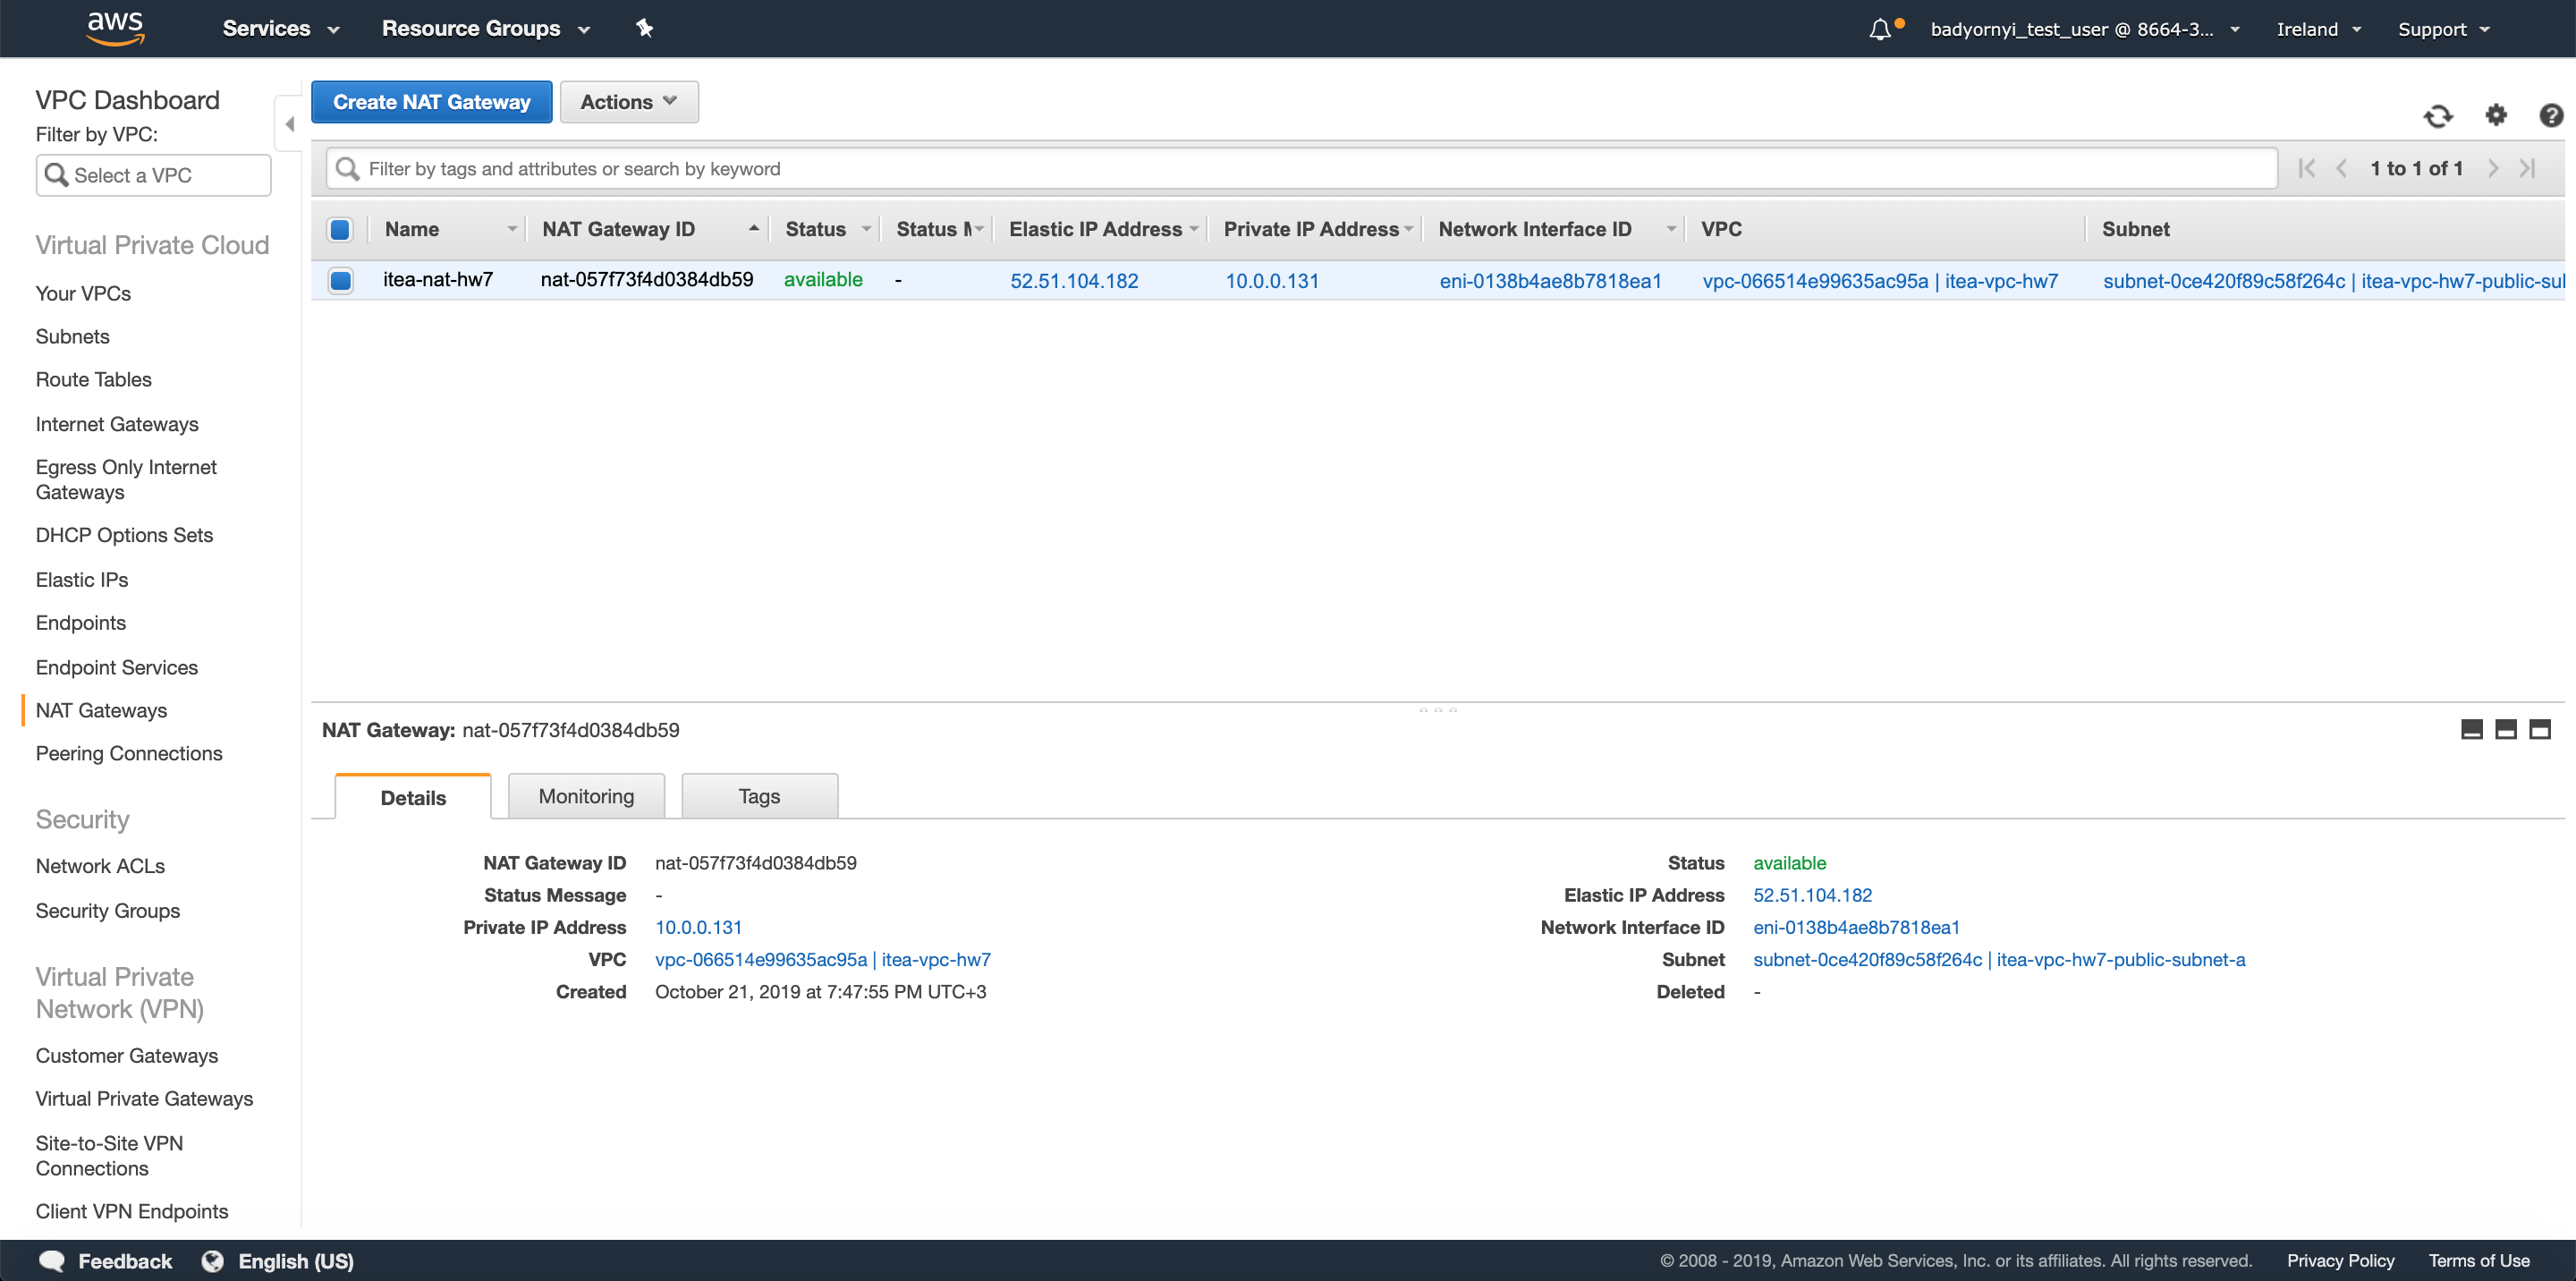 aws Services Resource Groups badyornyi_test_user @ 8664-3... Ireland Support
VPC Dashboard
Filter by VPC:
Select a VPC
Virtual Private Cloud
Your VPCs
Subnets
Route Tables
Internet Gateways
Egress Only Internet
Gateways
DHCP Options Sets
Elastic IPs
Endpoints
Endpoint Services
NAT Gateways
Peering Connections
Security
Network ACLs
Security Groups
Virtual Private
Network (VPN)
Customer Gateways
Virtual Private Gateways
Site-to-Site VPN
Connections
Client VPN Endpoints
Create NAT Gateway Actions
Filter by tags and attributes or search by keyword 1 to 1 of 1
Name NAT Gateway ID Status Status Elastic IP Address Private IP Address Network Interface ID VPC Subnet
itea-nat-hw7 nat-057f73f4d0384db59 available - 52.51.104.182 10.0.0.131 eni-0138b4ae8b7818ea1 vpc-066514e99635ac95a | itea-vpc-hw7 subnet-0ce420f89c58f264c | itea-vpc-hw7-public-sul
NAT Gateway: nat-057f73f4d0384db59
Details Monitoring Tags
NAT Gateway ID nat-057f73f4d0384db59 Status available
Status Message - Elastic IP Address 52.51.104.182
Private IP Address 10.0.0.131 Network Interface ID eni-0138b4ae8b7818ea1
VPC vpc-066514e99635ac95a | itea-vpc-hw7 Subnet subnet-0ce420f89c58f264c | itea-vpc-hw7-public-subnet-a
Created October 21, 2019 at 7:47:55 PM UTC+3 Deleted -
Feedback English (US) © 2008 - 2019, Amazon Web Services, Inc. or its affiliates. All rights reserved. Privacy Policy Terms of Use